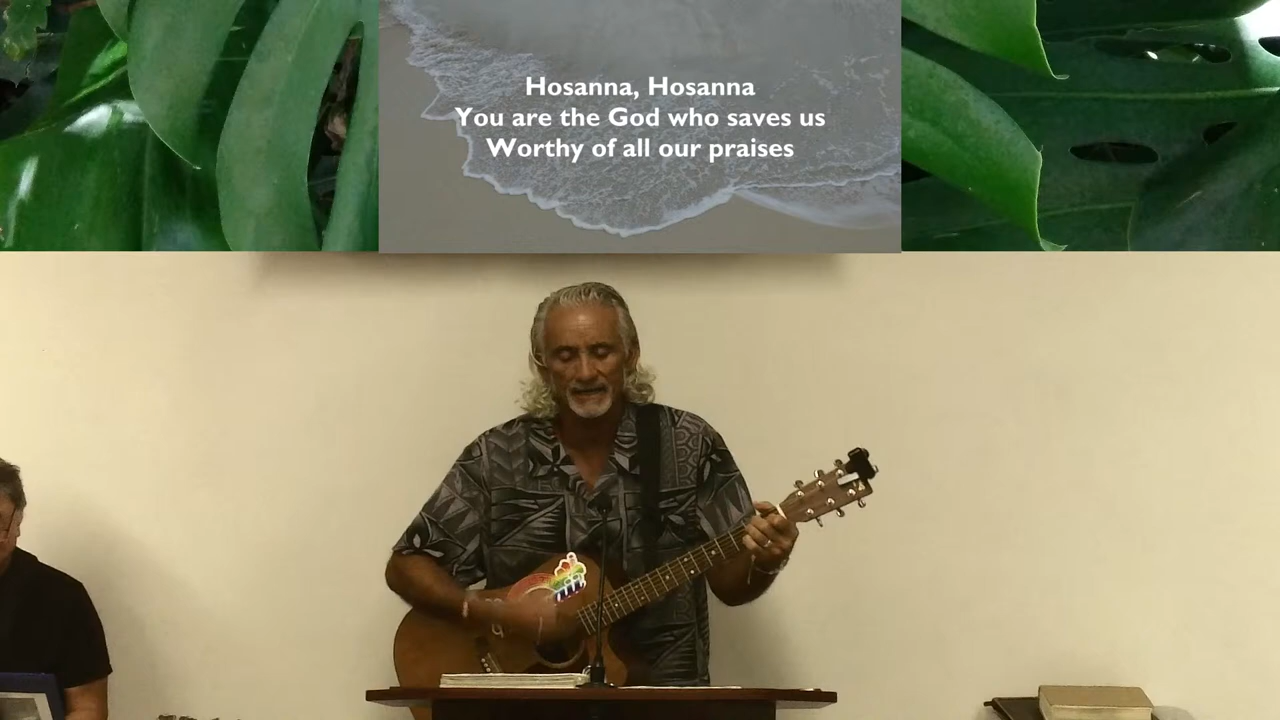 Hosanna, Hosanna
You are the God who saves us
Worthy of all our praises